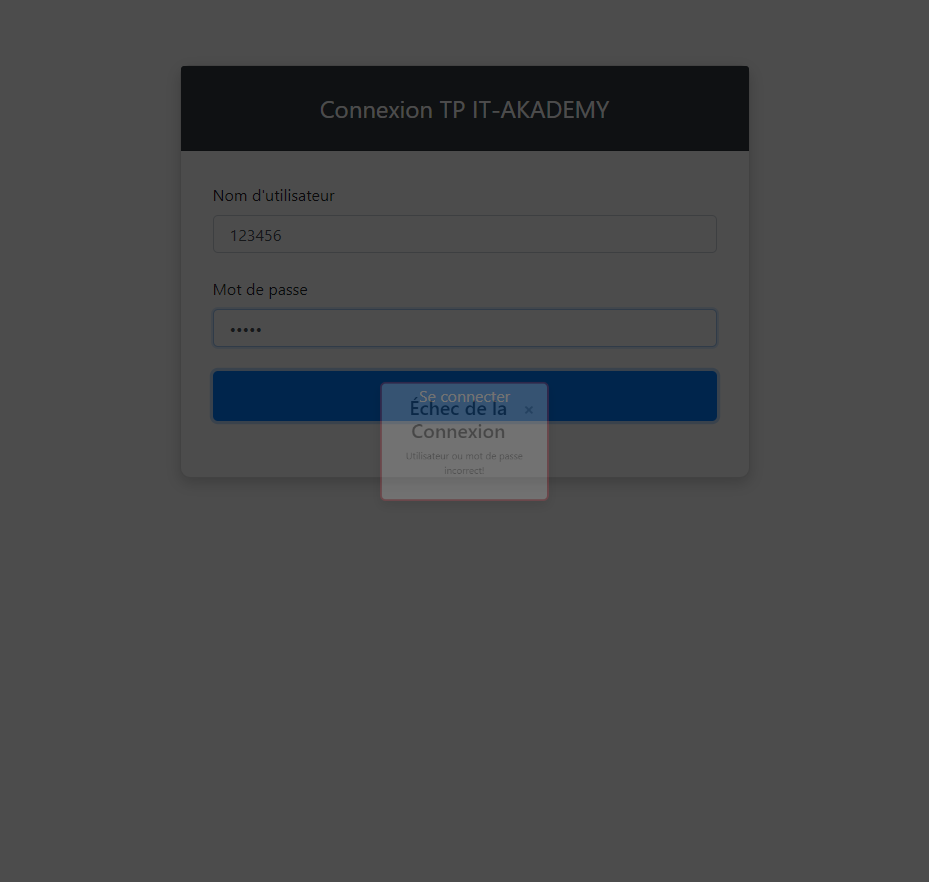 Connexion TP IT-AKADEMY
Nom d'utilisateur
123456
Mot de passe
•••••
Se connecter
Échec de la
×
Connexion
Utilisateur ou mot de passe
incorrect!